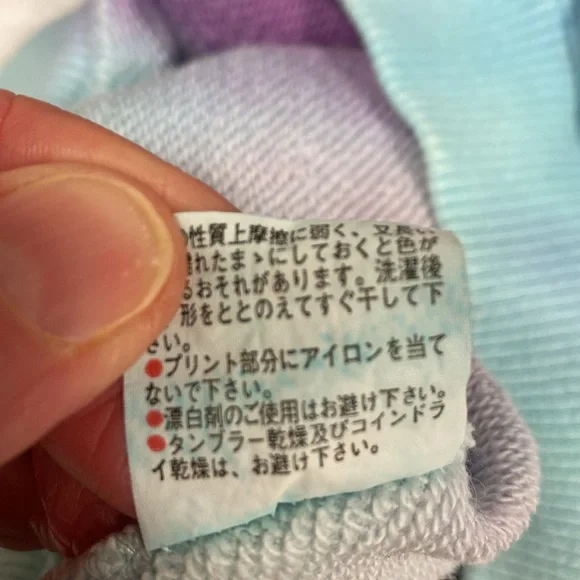 性質上摩擦に弱く、又長い
れたまゝにしておくと色が
るおそれがあります。洗濯後
形をととのえてすぐ干して下
さい。
●プリント部分にアイロンを当て
ないで下さい。
●漂白剤のご使用はお避け下さい。
●タンブラー乾燥及びコインドラ
イ乾燥は、お避け下さい。